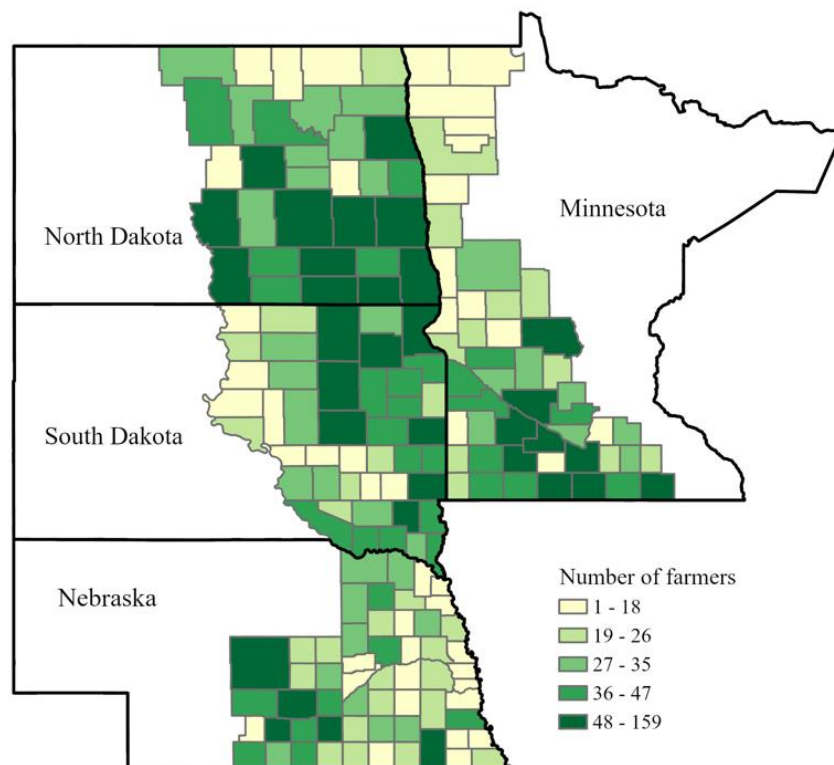 Minnesota
North Dakota
South Dakota
Nebraska
Number of farmers
1 - 18
19 - 26
27 - 35
36 - 47
48 - 159